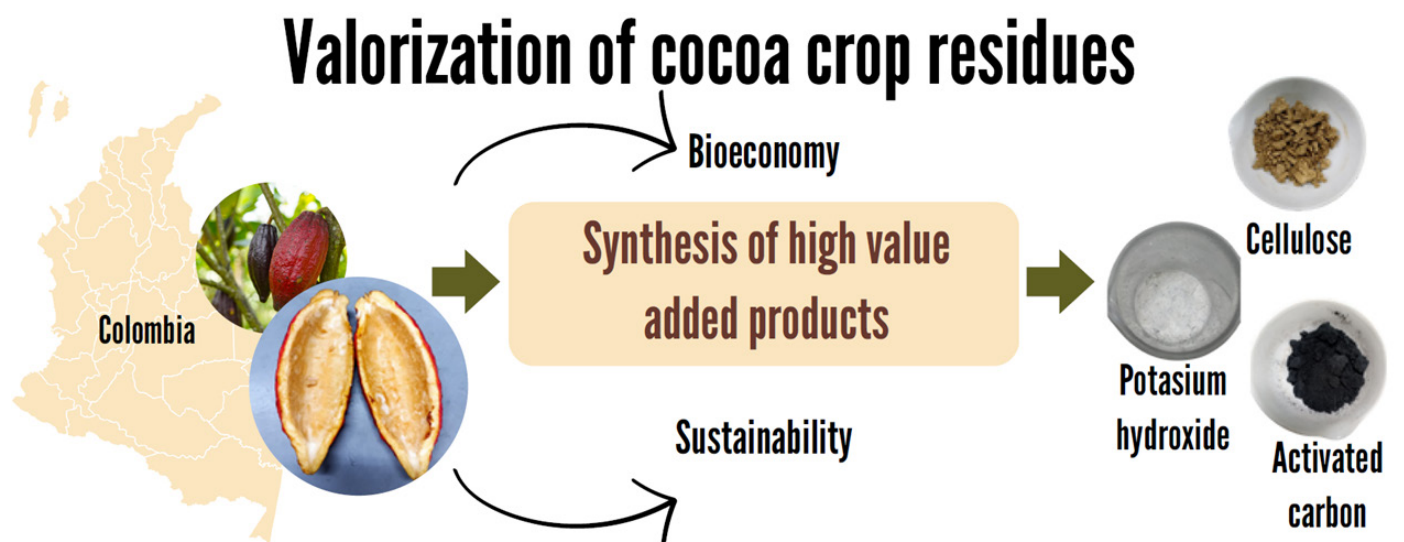 Valorization of cocoa crop residues
Bioeconomy
Colombia
Synthesis of high value
added products
Sustainability
Cellulose
Potasium
hydroxide
Activated
carbon